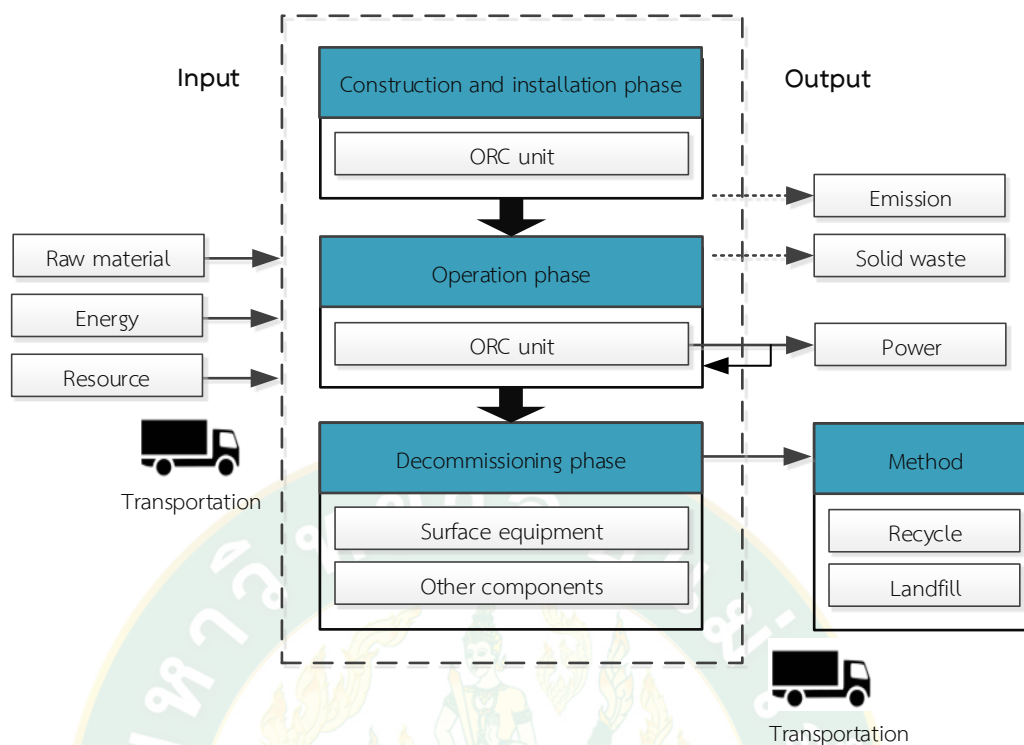 Input
Output
Construction and installation phase
ORC unit
Emission
Solid waste
Raw material
Energy
Resource
Operation phase
ORC unit
Power
Transportation
Decommissioning phase
Surface equipment
Other components
Method
Recycle
Landfill
Transportation